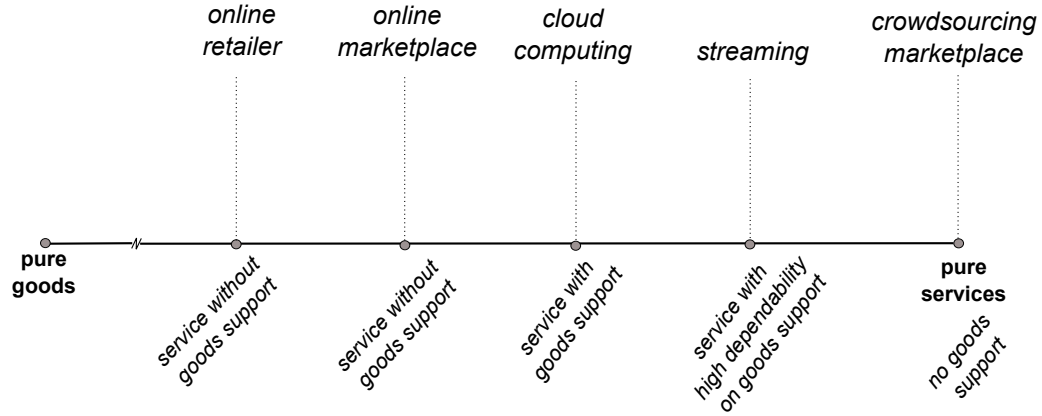 online
retailer
online
marketplace
cloud
computing
streaming
crowdsourcing
marketplace
pure
goods
service without
goods support
service without
goods support
service with
goods support
service with
high dependability
on goods support
pure
services
no goods
support